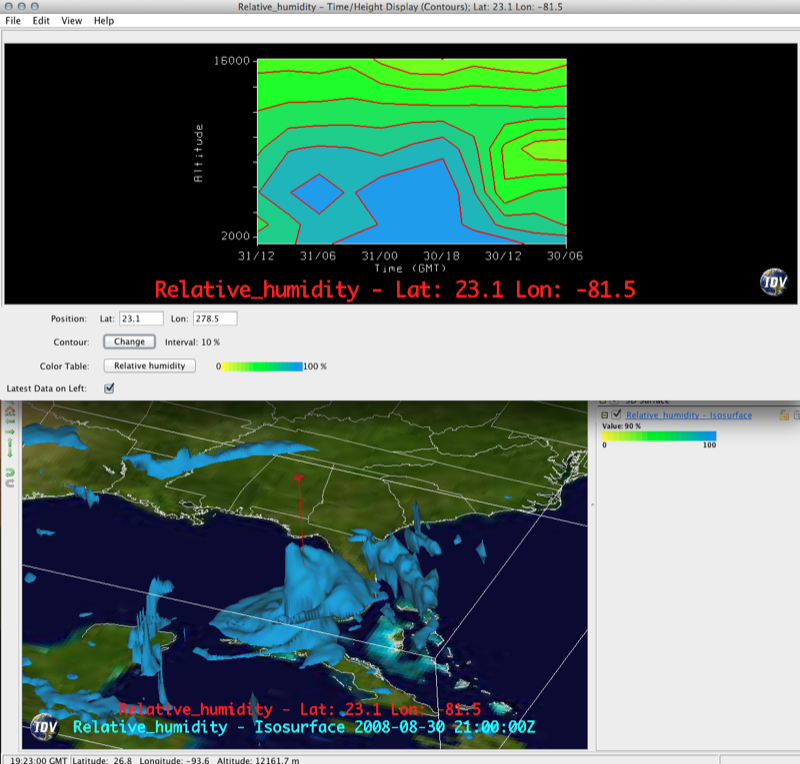 Relative_humidity - Time/Height Display (Contours); Lat: 23.1 Lon: -81.5
File Edit View Help
16000
Altitude
2000
31/12 31/06 31/00 30/18 30/12 30/06
Time (GMT)
Relative_humidity - Lat: 23.1 Lon: -81.5
IDV
Position: Lat: 23.1 Lon: 278.5
Contour: Change Interval: 10 %
Color Table: Relative humidity 0 100 %
Latest Data on Left:
3D Surface
Relative_humidity - Isosurface
Value: 90 %
0 100
Relative_humidity - Lat: 23.1 Lon: -81.5
IDV Relative_humidity - Isosurface 2008-08-30 21:00:00Z
19:23:00 GMT Latitude: 26.8 Longitude: -93.6 Altitude: 12161.7 m